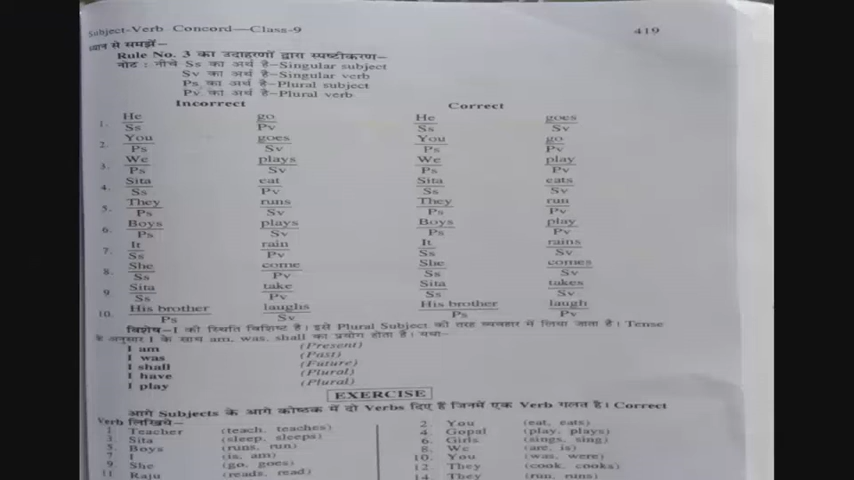 Subject-Verb Concord—Class-9 419
ध्यान से समझें—
Rule No. 3 का उदाहरणों द्वारा स्पष्टीकरण—
नोट : नीचे Ss का अर्थ है—Singular subject
Sv का अर्थ है—Singular verb
Ps का अर्थ है—Plural subject
Pv का अर्थ है—Plural verb
Incorrect Correct
1. He go He goes
Ss Pv Ss Sv
2. You goes You go
Ps Sv Ps Pv
3. We plays We play
Ps Sv Ps Pv
4. Sita eat Sita eats
Ss Pv Ss Sv
5. They runs They run
Ps Sv Ps Pv
6. Boys plays Boys play
Ps Sv Ps Pv
7. It rain It rains
Ss Pv Ss Sv
8. She come She comes
Ss Pv Ss Sv
9. Sita take Sita takes
Ss Pv Ss Sv
10. His brother laughs His brother laugh
Ps Sv Ps Pv
विशेष—I की स्थिति विशिष्ट है। इसे Plural Subject की तरह व्यवहार में लिया जाता है। Tense
के अनुसार I के साथ am, was, shall का प्रयोग होता है। यथा—
I am (Present)
I was (Past)
I shall (Future)
I have (Plural)
I play (Plural)
EXERCISE
आगे Subjects के आगे कोष्ठक में दो Verbs दिए हैं जिनमें एक Verb गलत है। Correct
Verb लिखिये—
1. Teacher (teach, teaches) 2. You (eat, eats)
3. Sita (sleep, sleeps) 4. Gopal (play, plays)
5. Boys (runs, run) 6. Girls (sings, sing)
7. I (is, am) 8. We (are, is)
9. She (go, goes) 10. You (was, were)
11. Raju (reads, read) 12. They (cook, cooks)
14. They (run, runs)